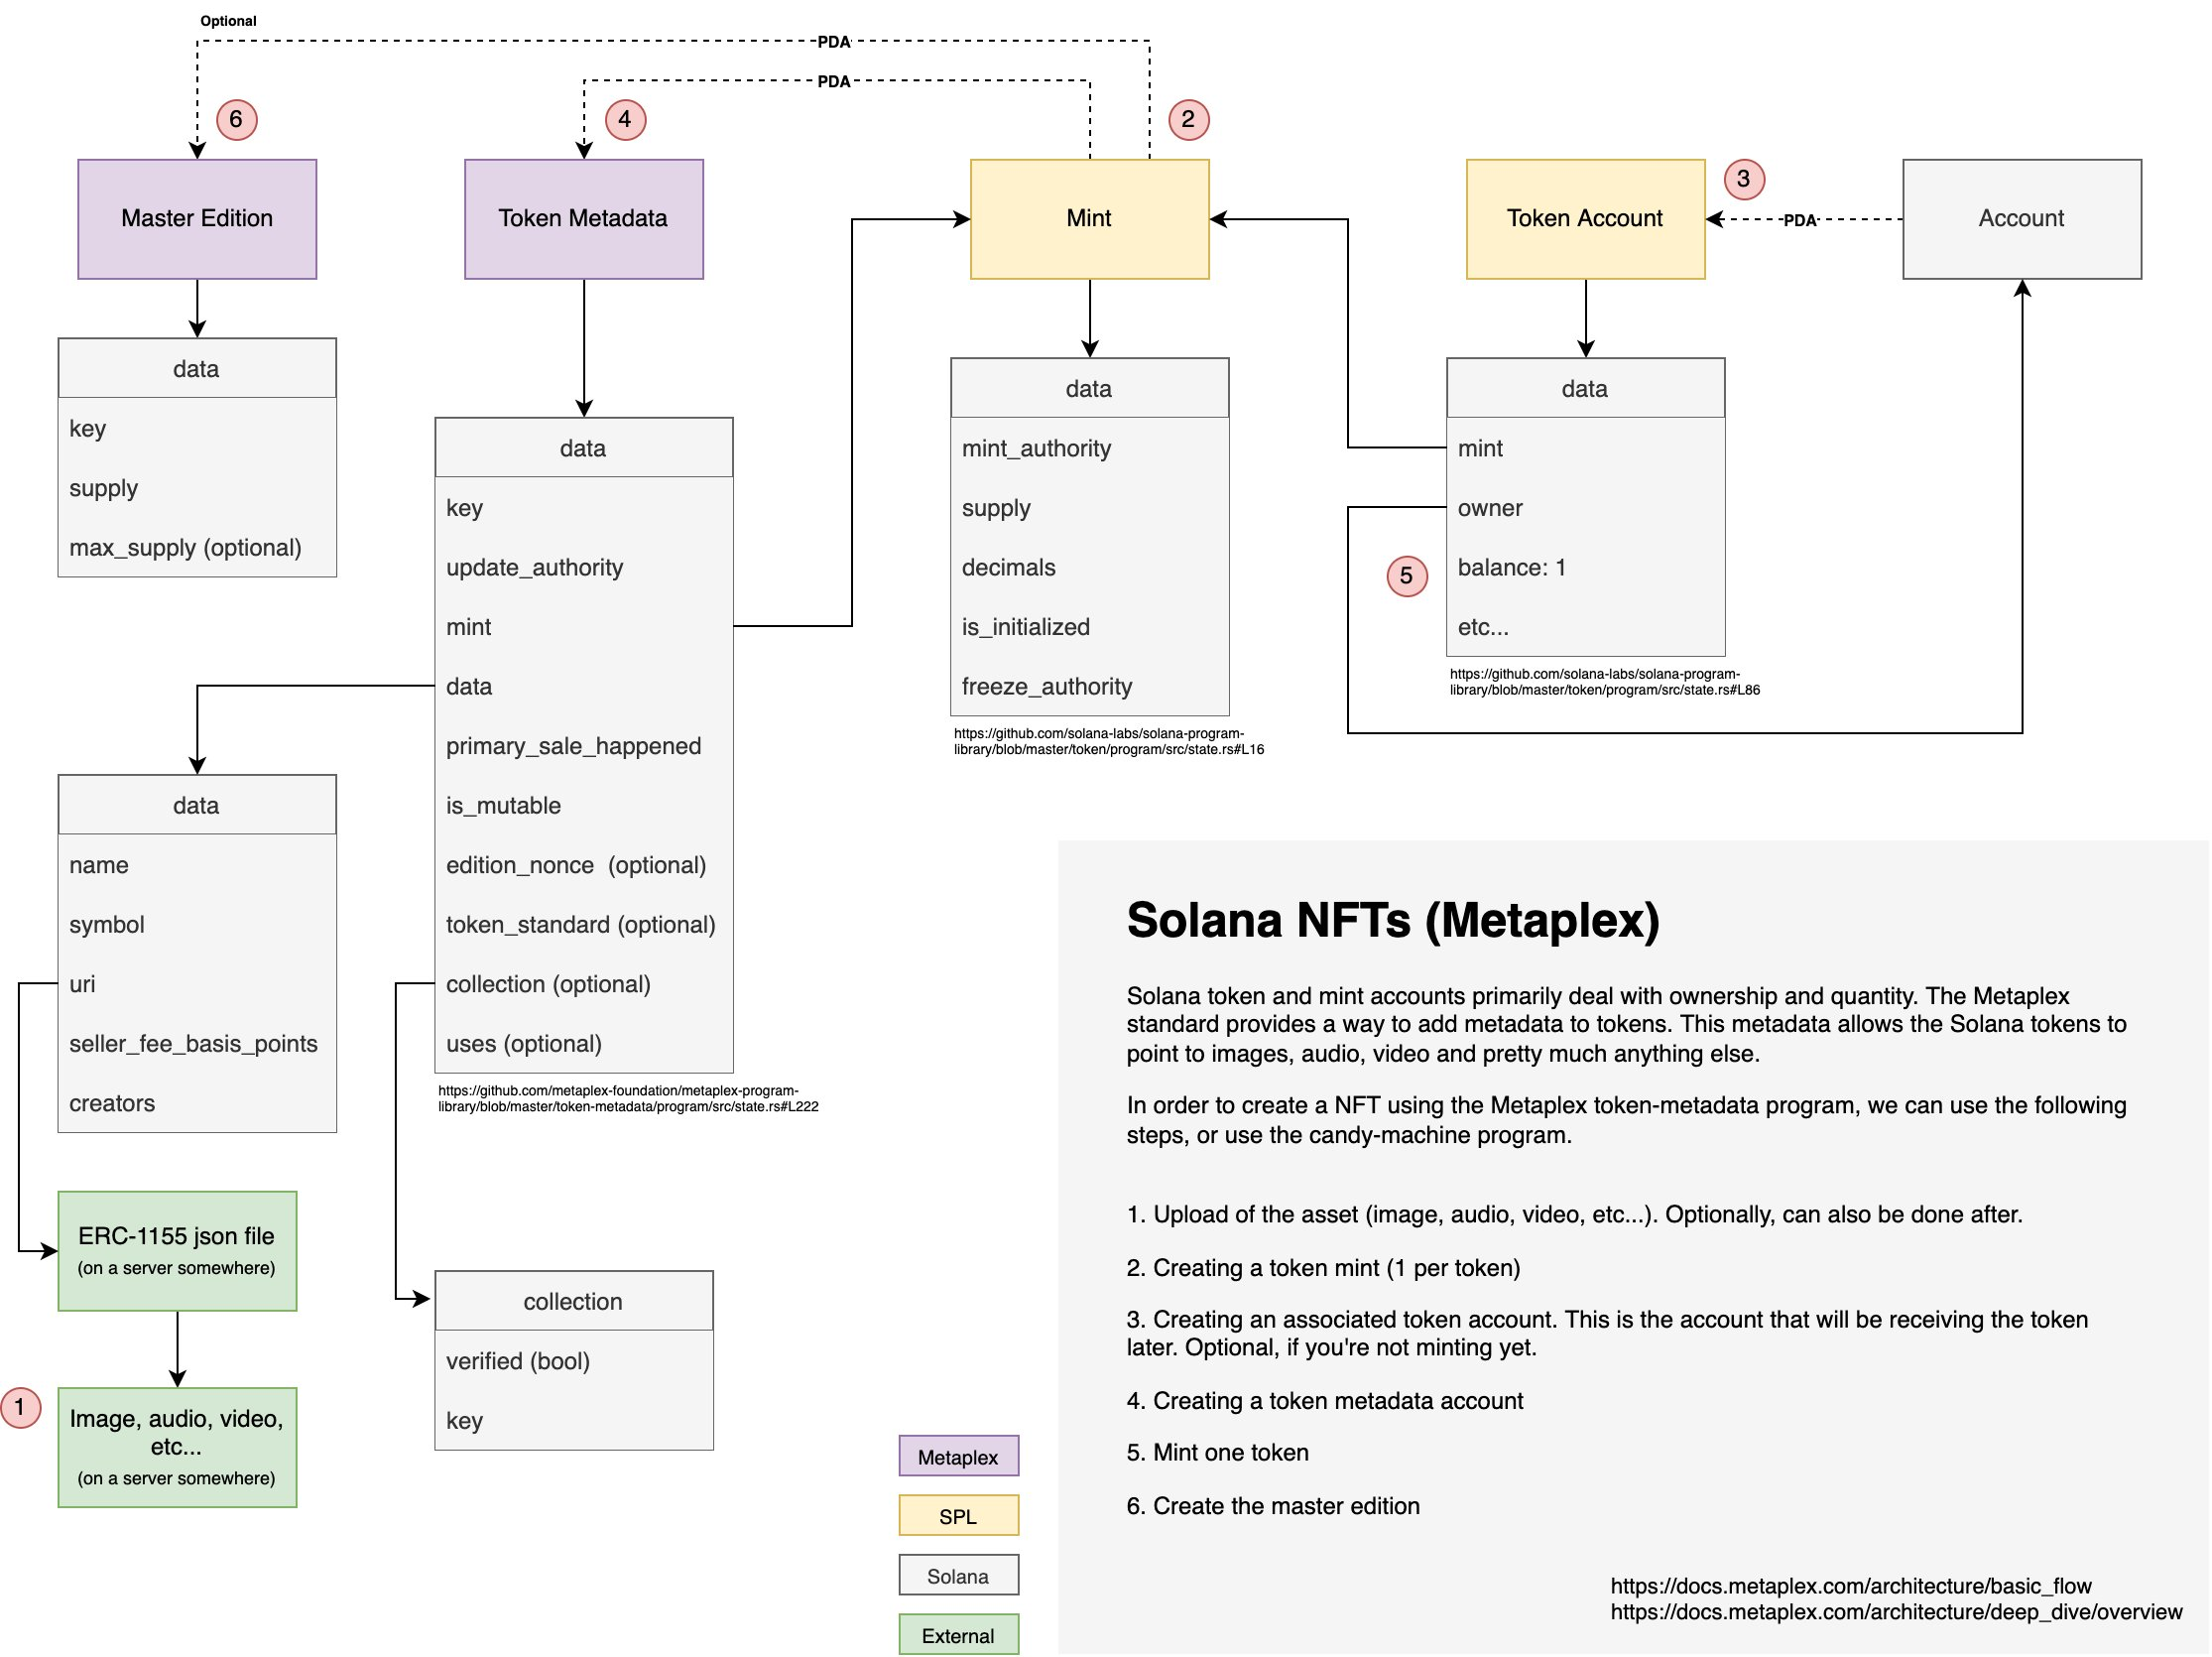 Optional
PDA
PDA
6
4
2
3
Master Edition
Token Metadata
Mint
Token Account
PDA
Account
data
key
supply
max_supply (optional)
data
key
update_authority
mint
data
primary_sale_happened
is_mutable
edition_nonce  (optional)
token_standard (optional)
collection (optional)
uses (optional)
https://github.com/metaplex-foundation/metaplex-program-
library/blob/master/token-metadata/program/src/state.rs#L222
data
mint_authority
supply
decimals
is_initialized
freeze_authority
https://github.com/solana-labs/solana-program-
library/blob/master/token/program/src/state.rs#L16
data
mint
owner
balance: 1
etc...
5
https://github.com/solana-labs/solana-program-
library/blob/master/token/program/src/state.rs#L86
data
name
symbol
uri
seller_fee_basis_points
creators
ERC-1155 json file
(on a server somewhere)
1
Image, audio, video,
etc...
(on a server somewhere)
collection
verified (bool)
key
Metaplex
SPL
Solana
External
Solana NFTs (Metaplex)
Solana token and mint accounts primarily deal with ownership and quantity. The Metaplex
standard provides a way to add metadata to tokens. This metadata allows the Solana tokens to
point to images, audio, video and pretty much anything else.
In order to create a NFT using the Metaplex token-metadata program, we can use the following
steps, or use the candy-machine program.
1. Upload of the asset (image, audio, video, etc...). Optionally, can also be done after.
2. Creating a token mint (1 per token)
3. Creating an associated token account. This is the account that will be receiving the token
later. Optional, if you're not minting yet.
4. Creating a token metadata account
5. Mint one token
6. Create the master edition
https://docs.metaplex.com/architecture/basic_flow
https://docs.metaplex.com/architecture/deep_dive/overview